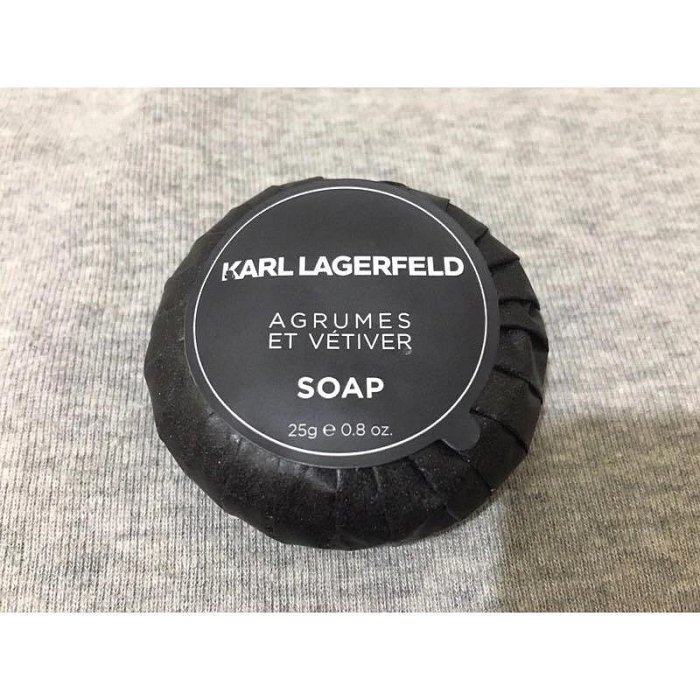 KARL LAGERFELD
AGRUMES
ET VÉTIVER
SOAP
25g ℮ 0.8 oz.